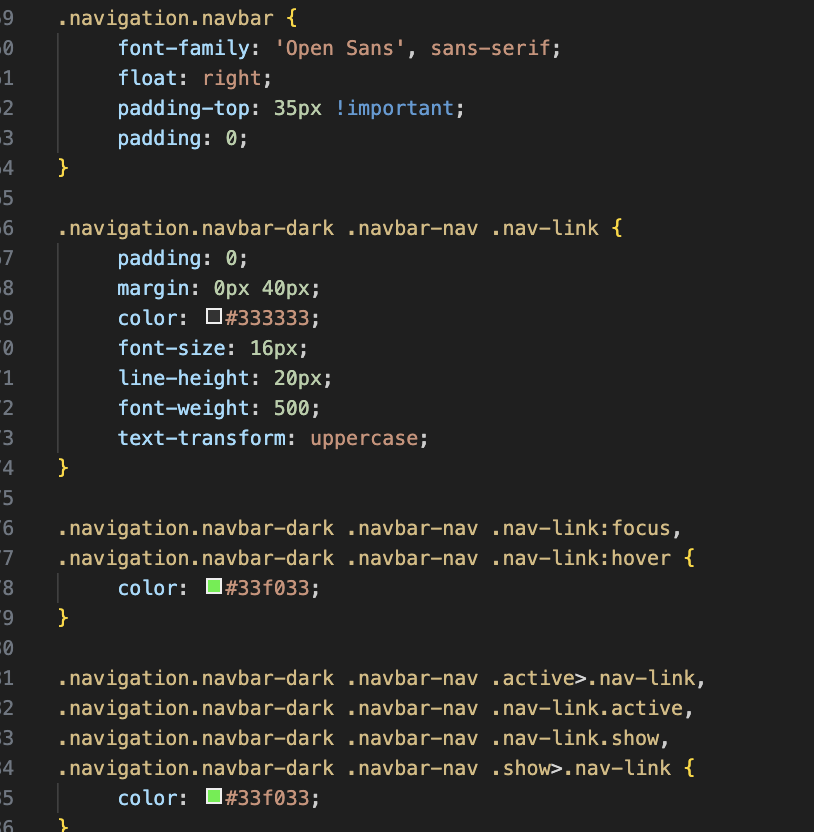 9 .navigation.navbar {
0 font-family: 'Open Sans', sans-serif;
1 float: right;
2 padding-top: 35px !important;
3 padding: 0;
4 }
5
6 .navigation.navbar-dark .navbar-nav .nav-link {
7 padding: 0;
8 margin: 0px 40px;
9 color: #333333;
0 font-size: 16px;
1 line-height: 20px;
2 font-weight: 500;
3 text-transform: uppercase;
4 }
5
6 .navigation.navbar-dark .navbar-nav .nav-link:focus,
7 .navigation.navbar-dark .navbar-nav .nav-link:hover {
8 color: #33f033;
9 }
0
1 .navigation.navbar-dark .navbar-nav .active>.nav-link,
2 .navigation.navbar-dark .navbar-nav .nav-link.active,
3 .navigation.navbar-dark .navbar-nav .nav-link.show,
4 .navigation.navbar-dark .navbar-nav .show>.nav-link {
5 color: #33f033;
6 }